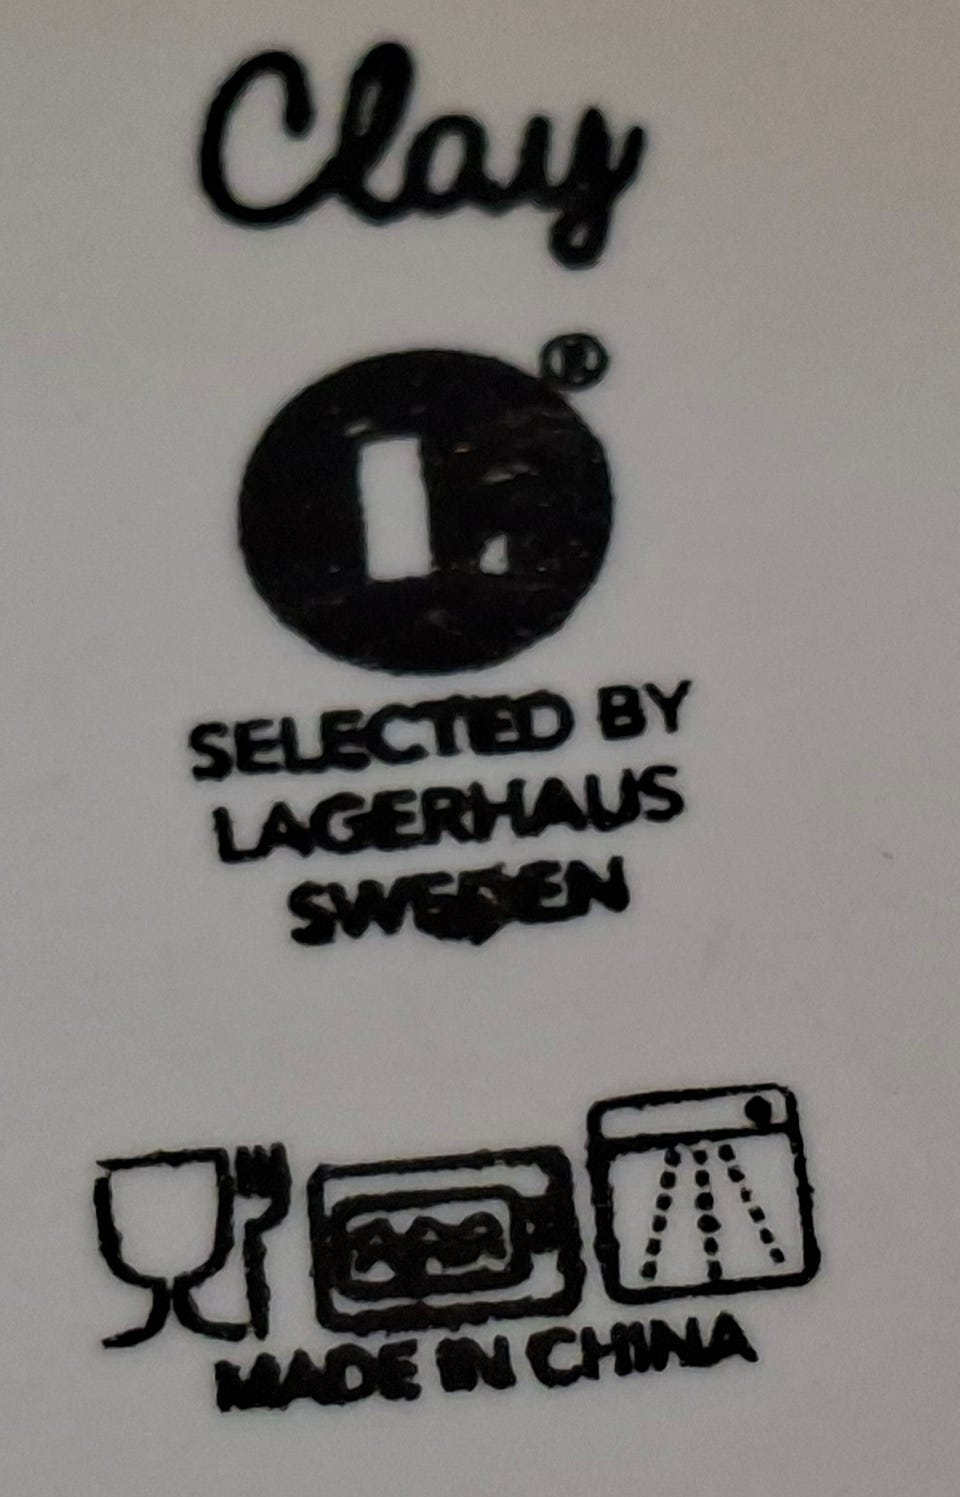 Clay
®
L.
SELECTED BY
LAGERHAUS
SWEDEN
MADE IN CHINA